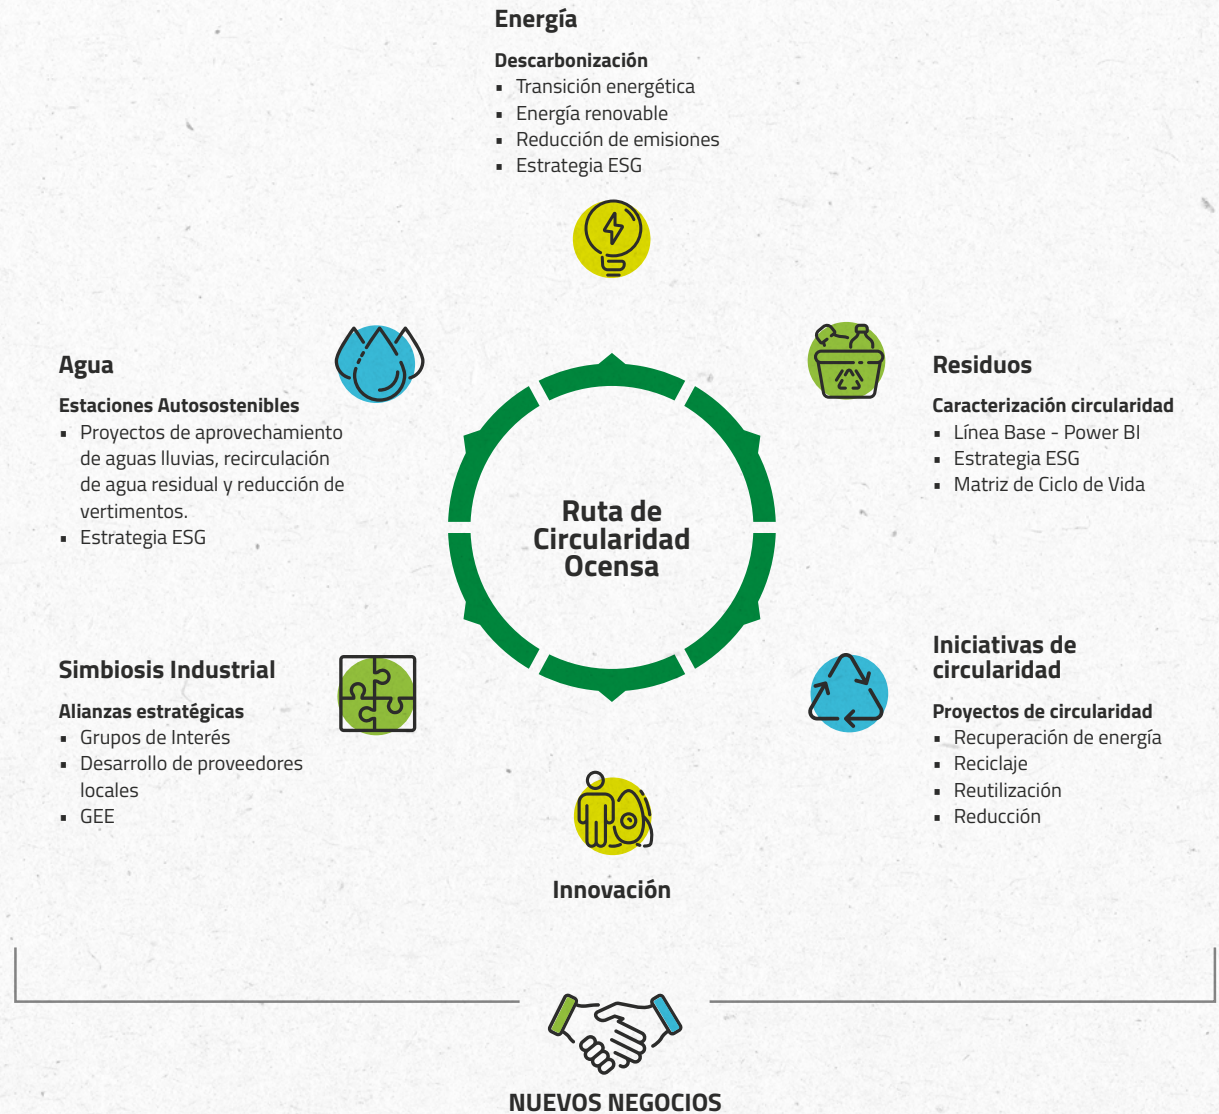 Energía
Descarbonización
▪ Transición energética
▪ Energía renovable
▪ Reducción de emisiones
▪ Estrategia ESG
Agua
Estaciones Autosostenibles
▪ Proyectos de aprovechamiento
de aguas lluvias, recirculación
de agua residual y reducción de
vertimentos.
▪ Estrategia ESG
Residuos
Caracterización circularidad
▪ Línea Base - Power BI
▪ Estrategia ESG
▪ Matriz de Ciclo de Vida
Ruta de
Circularidad
Ocensa
Simbiosis Industrial
Alianzas estratégicas
▪ Grupos de Interés
▪ Desarrollo de proveedores
locales
▪ GEE
Iniciativas de
circularidad
Proyectos de circularidad
▪ Recuperación de energía
▪ Reciclaje
▪ Reutilización
▪ Reducción
Innovación
NUEVOS NEGOCIOS